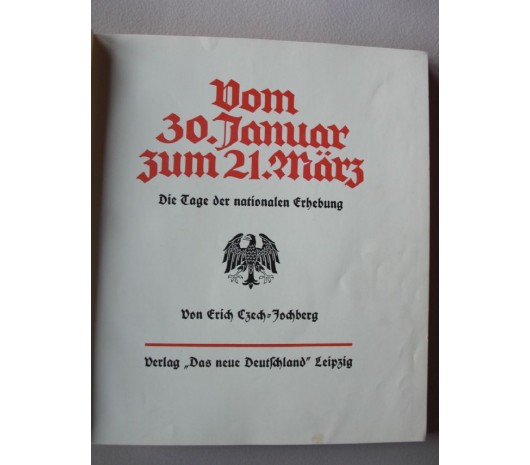 Vom
30. Januar
zum 21. März
Die Tage der nationalen Erhebung
Von Erich Czech-Jochberg
Verlag „Das neue Deutschland" Leipzig